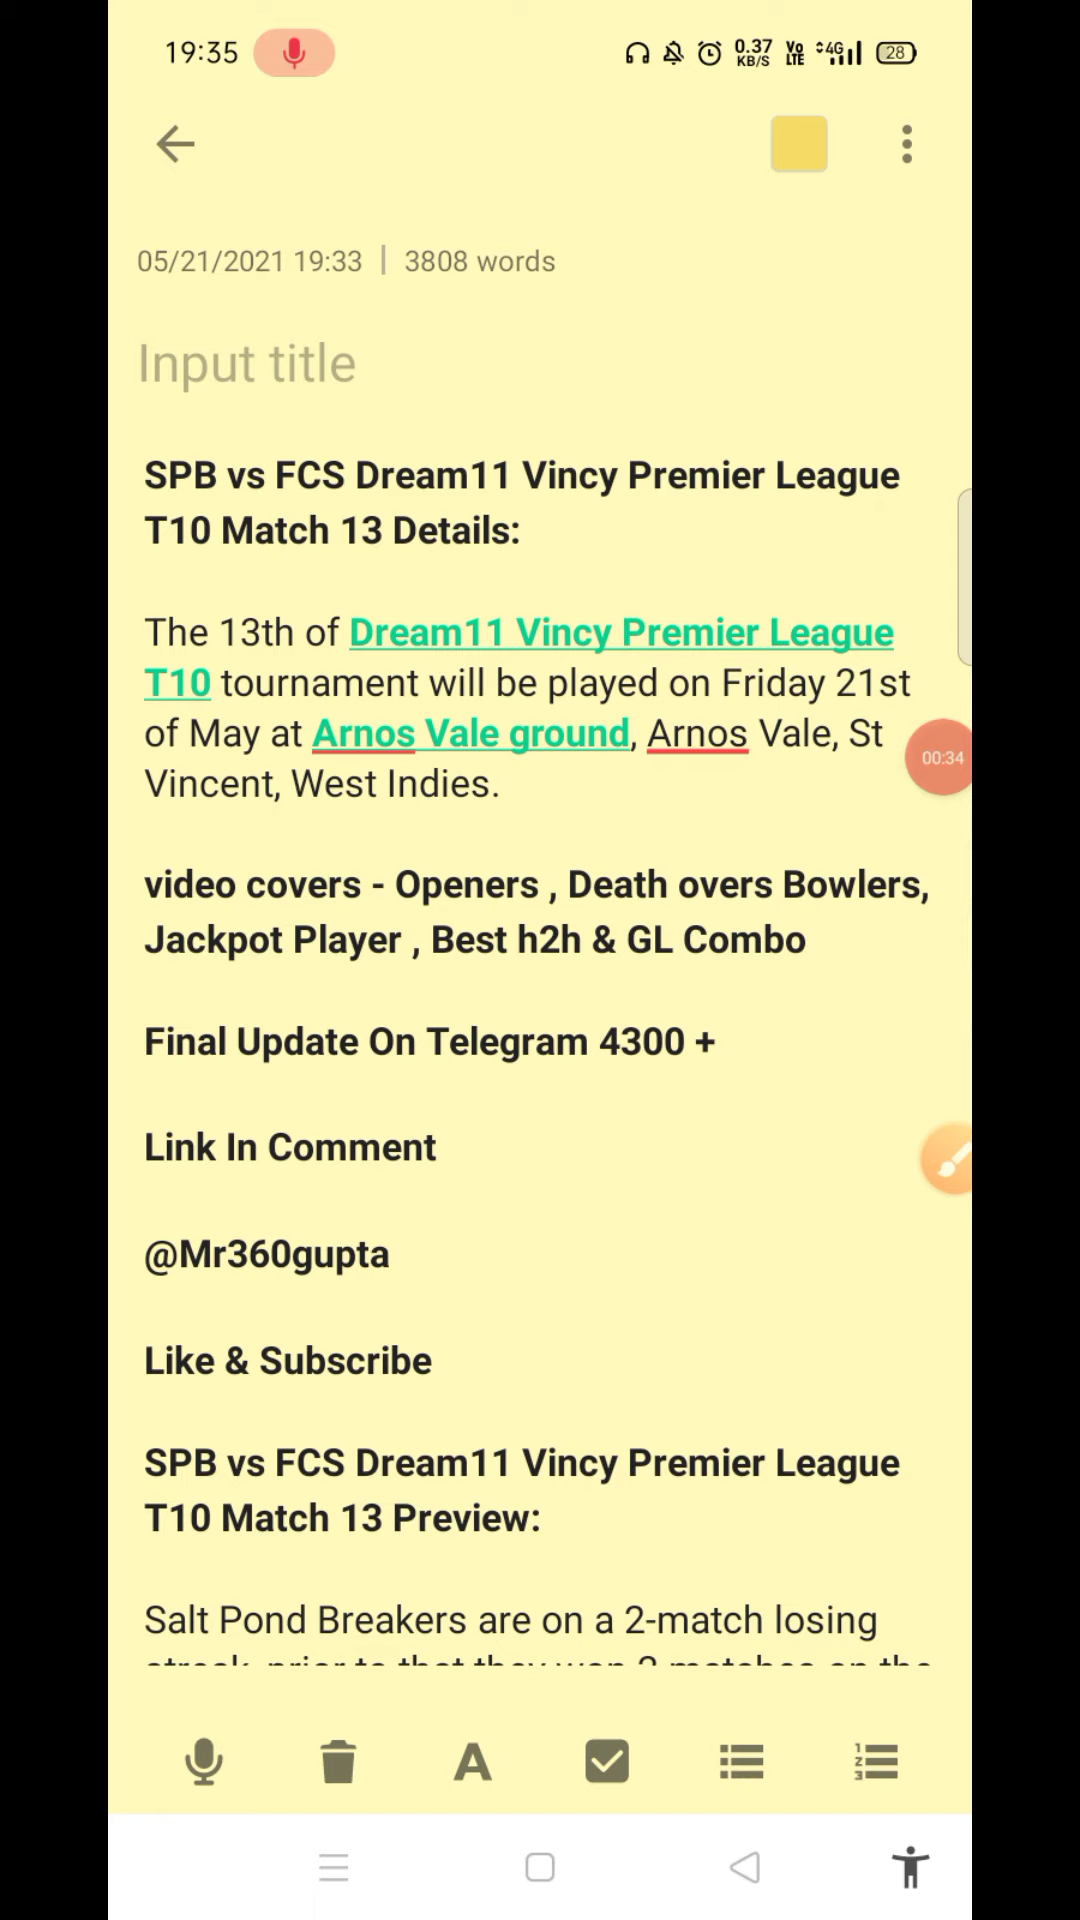 19:35
0.37 KB/S Vo LTE 4G 28
05/21/2021 19:33 | 3808 words
Input title
SPB vs FCS Dream11 Vincy Premier League
T10 Match 13 Details:
The 13th of Dream11 Vincy Premier League
T10 tournament will be played on Friday 21st
of May at Arnos Vale ground, Arnos Vale, St
Vincent, West Indies.
00:34
video covers - Openers , Death overs Bowlers,
Jackpot Player , Best h2h & GL Combo
Final Update On Telegram 4300 +
Link In Comment
@Mr360gupta
Like & Subscribe
SPB vs FCS Dream11 Vincy Premier League
T10 Match 13 Preview:
Salt Pond Breakers are on a 2-match losing